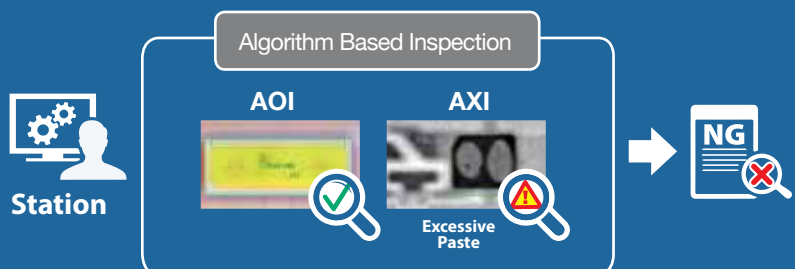 Algorithm Based Inspection
AOI
AXI
NG
Station
Excessive
Paste